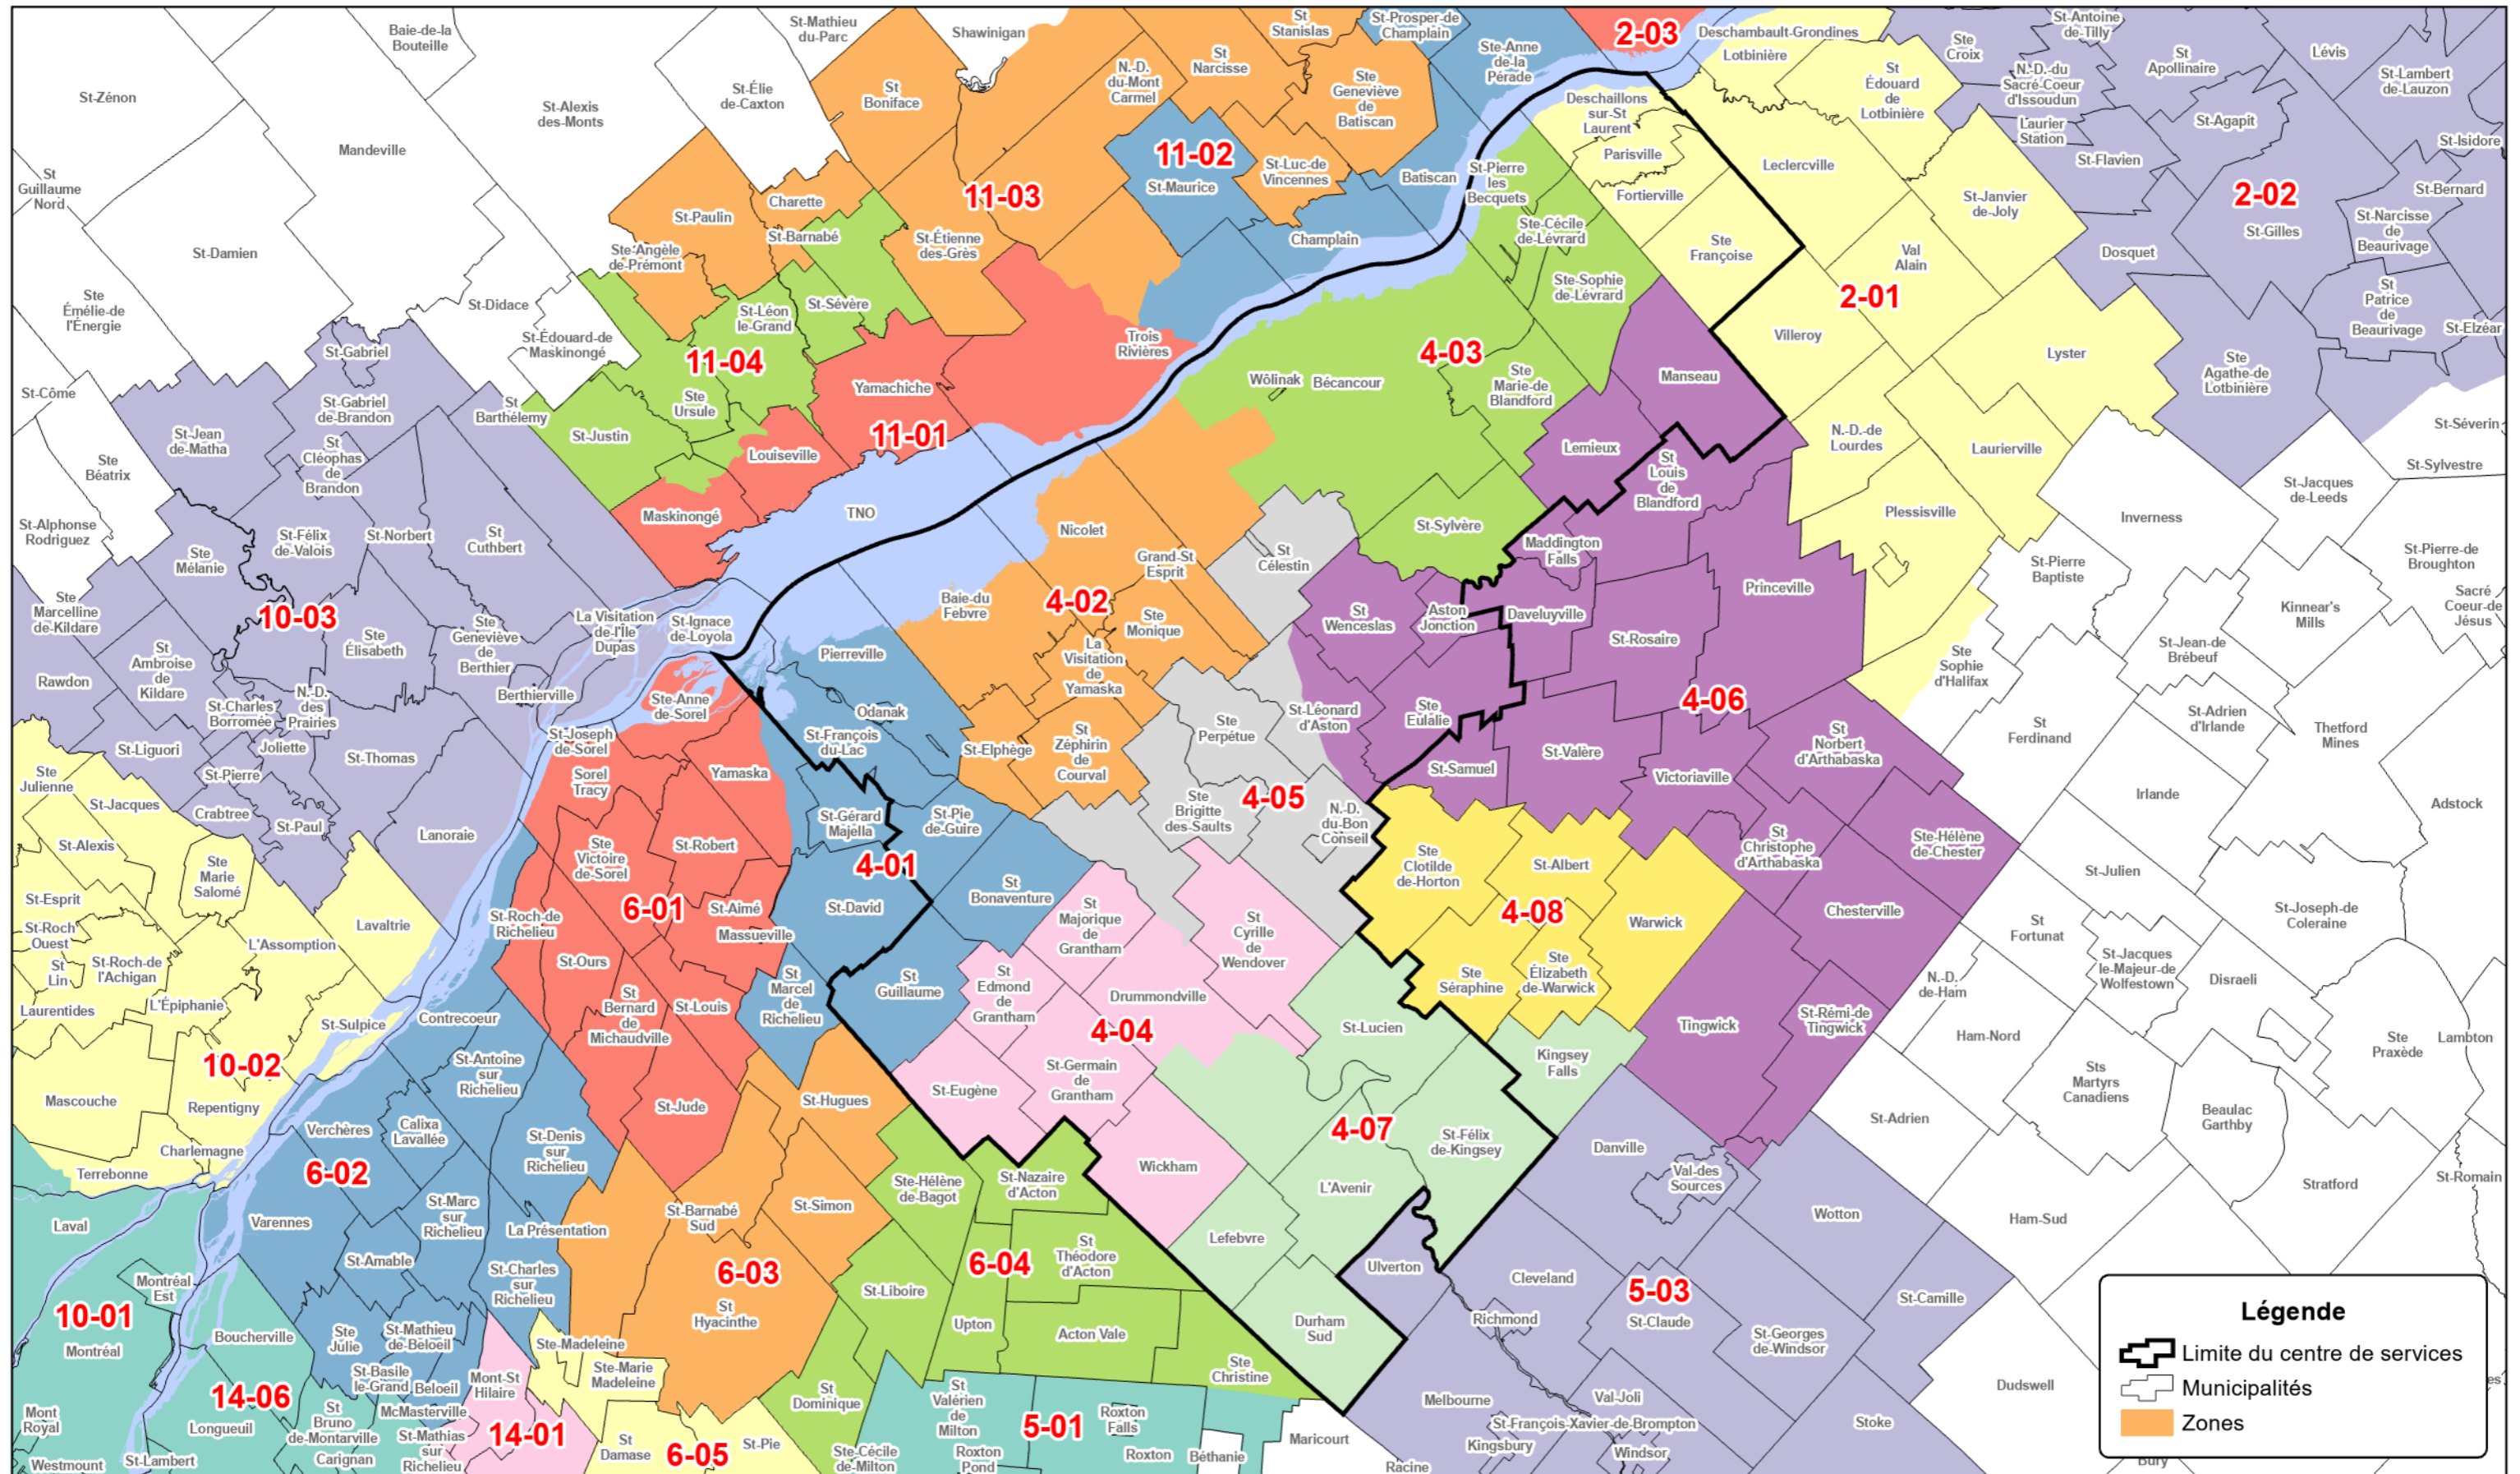 Baie-de-la
Bouteille
St-Mathieu
du-Parc
Shawinigan
St
Stanislas
St-Prosper-de
Champlain
2-03
Deschambault-Grondines
St-Antoine
de-Tilly
St-Zénon
St-Alexis
des-Monts
St-Élie
de-Caxton
St
Boniface
N.-D.
du-Mont
Carmel
St
Narcisse
Ste
Geneviève
de
Batiscan
Ste-Anne
de-la
Pérade
Lotbinière
Ste
Croix
St
Apollinaire
Lévis
St-Lambert
de-Lauzon
N.-D.-du
Sacré-Coeur
d'Issoudun
St
Édouard
de
Lotbinière
Deschaillons
sur-St
Laurent
Laurier
Station
St-Agapit
St-Isidore
Mandeville
11-02
St-Maurice
St-Luc-de
Vincennes
Batiscan
St-Pierre
les
Becquets
Parisville
Fortierville
Leclercville
St-Flavien
2-02
St-Bernard
St
Guillaume
Nord
St-Paulin
Charette
11-03
St-Janvier
de-Joly
St-Gilles
St-Narcisse
de
Beaurivage
St-Damien
Ste-Angèle
de-Prémont
St-Barnabé
St-Étienne
des-Grès
Champlain
Ste-Cécile
de-Lévrard
Ste
Françoise
Val
Alain
Dosquet
Ste
Émélie-de
l'Énergie
St-Didace
St-Léon
le-Grand
St-Sévère
Ste-Sophie
de-Lévrard
2-01
St
Patrice
de
Beaurivage
St-Elzéar
St-Édouard-de
Maskinongé
11-04
Trois
Rivières
4-03
Villeroy
Lyster
St-Gabriel
Ste
Agathe-de
Lotbinière
St-Côme
St-Gabriel
de-Brandon
St
Barthélemy
Ste
Ursule
Yamachiche
Wôlinak
Bécancour
Ste
Marie-de
Blandford
Manseau
St-Jean
de-Matha
St-Justin
11-01
Louiseville
Lemieux
N.-D.-de
Lourdes
Laurierville
St-Séverin
Ste
Béatrix
St
Cléophas
de
Brandon
St
Louis
de
Blandford
St-Sylvestre
St-Jacques
de-Leeds
St-Alphonse
Rodriguez
Maskinongé
TNO
Nicolet
St-Sylvère
Plessisville
Inverness
Ste
Mélanie
St-Félix
de-Valois
St-Norbert
St
Cuthbert
Grand-St
Esprit
St
Célestin
Maddington
Falls
St-Pierre
Baptiste
St-Pierre-de
Broughton
Ste
Marcelline
de-Kildare
10-03
La Visitation
de-l'Île
Dupas
St-Ignace
de-Loyola
Baie-du
Febvre
4-02
Ste
Monique
St
Wenceslas
Aston
Jonction
Daveluyville
Princeville
Kinnear's
Mills
Sacré
Coeur-de
Jésus
St
Ambroise
de
Kildare
Ste
Élisabeth
Ste
Geneviève
de
Berthier
Pierreville
La
Visitation
de
Yamaska
St-Rosaire
Ste
Sophie
d'Halifax
St-Jean-de
Brébeuf
Rawdon
St-Charles
Borromée
N.-D.
des
Prairies
Berthierville
Ste-Anne
de-Sorel
Odanak
St-Léonard
d'Aston
Ste
Eulalie
4-06
St-Adrien
d'Irlande
St-Liguori
Joliette
St-Thomas
St-Joseph
de-Sorel
St-François
du-Lac
St-Elphège
St
Zéphirin
de
Courval
Ste
Perpétue
St-Valère
St
Norbert
d'Arthabaska
St
Ferdinand
Thetford
Mines
Ste
Julienne
St-Pierre
Sorel
Tracy
Yamaska
St-Samuel
Victoriaville
St-Jacques
Crabtree
St-Paul
Lanoraie
St-Gérard
Majella
St-Pie
de-Guire
Ste
Brigitte
des-Saults
4-05
N.-D.
du-Bon
Conseil
Irlande
Adstock
St-Alexis
Ste
Marie
Salomé
Ste
Victoire
de-Sorel
St-Robert
4-01
Ste
Clotilde
de-Horton
St-Albert
St
Christophe
d'Arthabaska
Ste-Hélène
de-Chester
St-Julien
St-Esprit
Lavaltrie
St-Roch-de
Richelieu
6-01
St-Aimé
Massueville
St-David
St
Bonaventure
St
Majorique
de
Grantham
St
Cyrille
de
Wendover
4-08
Warwick
Chesterville
St
Fortunat
St-Joseph-de
Coleraine
St-Roch
Ouest
L'Assomption
St
Lin
St-Roch-de
l'Achigan
St-Ours
St
Marcel
de
Richelieu
St
Guillaume
St
Edmond
de
Grantham
Drummondville
Ste
Séraphine
Ste
Élizabeth
de-Warwick
N.-D.
de-Ham
St-Jacques
le-Majeur-de
Wolfestown
Disraeli
Laurentides
L'Épiphanie
St-Sulpice
Contrecoeur
St
Bernard
de
Michaudville
St-Louis
4-04
St-Lucien
Tingwick
St-Rémi-de
Tingwick
Ham-Nord
Ste
Praxède
Lambton
10-02
St-Antoine
sur
Richelieu
St-Eugène
St-Germain
de
Grantham
Kingsey
Falls
Sts
Martyrs
Canadiens
Mascouche
Repentigny
St-Jude
St-Hugues
Beaulac
Garthby
Verchères
Calixa
Lavallée
St-Denis
sur
Richelieu
4-07
St-Félix
de-Kingsey
St-Adrien
Charlemagne
Terrebonne
6-02
Ste-Hélène
de-Bagot
St-Nazaire
d'Acton
Wickham
L'Avenir
Danville
Val-des
Sources
Stratford
St-Romain
Laval
Varennes
St-Marc
sur
Richelieu
La Présentation
St-Barnabé
Sud
St-Simon
Lefebvre
Wotton
Ham-Sud
St-Amable
St-Charles
sur
Richelieu
6-03
6-04
St
Théodore
d'Acton
Ulverton
Cleveland
5-03
St-Camille
Montréal
Est
10-01
Montréal
Boucherville
Ste
Julie
St-Mathieu
de-Beloeil
St
Hyacinthe
St-Liboire
Upton
Acton Vale
Durham
Sud
Richmond
St-Claude
St-Georges
de-Windsor
Ste-Madeleine
Ste-Marie
Madeleine
St-Basile
le-Grand
Beloeil
Mont-St
Hilaire
Ste
Christine
Dudswell
14-06
Longueuil
St
Bruno
de-Montarville
McMasterville
St
Dominique
St
Valérien
de
Milton
5-01
Roxton
Falls
Melbourne
Val-Joli
Stoke
Mont
Royal
Westmount
St-Lambert
Carignan
St-Mathias
sur
Richelieu
14-01
St
Damase
6-05
St-Pie
Ste-Cécile
de-Milton
Roxton
Pond
Roxton
Béthanie
Maricourt
Racine
St-François-Xavier-de-Brompton
Kingsbury
Windsor
Bury
Légende
Limite du centre de services
Municipalités
Zones